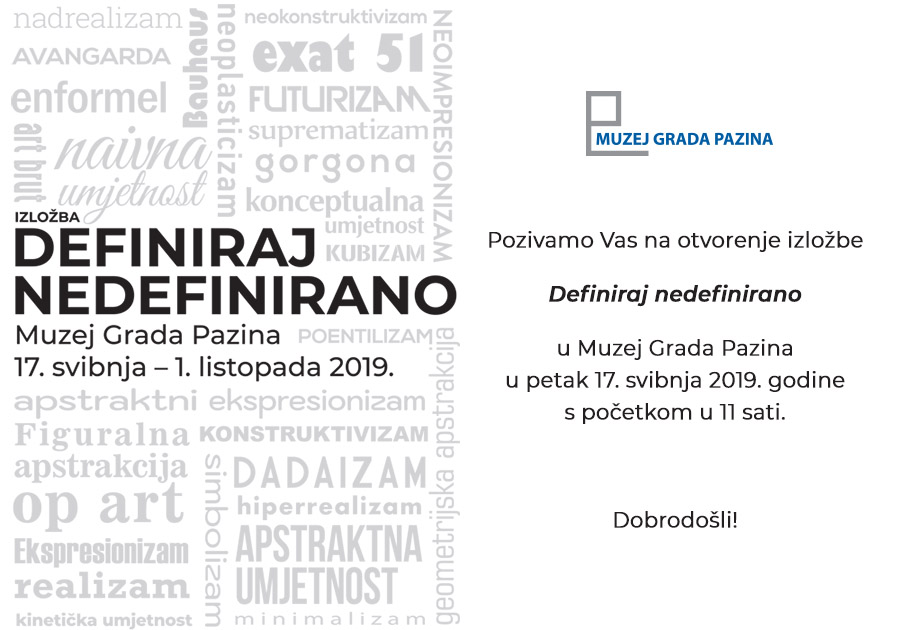 nadrealizam
AVANGARDA
Bauhaus
neoplasticizam
neokonstruktivizam
exat 51
NEOIMPRESIONIZAM
enformel
FUTURIZAM
art brut
naivna
umjetnost
suprematizam
gorgona
konceptualna
umjetnost
KUBIZAM
IZLOŽBA
DEFINIRAJ
NEDEFINIRANO
Muzej Grada Pazina
POENTILIZAM
17. svibnja – 1. listopada 2019.
geometrijska apstrakcija
apstraktni ekspresionizam
Figuralna
apstrakcija
KONSTRUKTIVIZAM
op art
simbolizam
DADAIZAM
hiperrealizam
Ekspresionizam
APSTRAKTNA
UMJETNOST
realizam
kinetička umjetnost
minimalizam
MUZEJ GRADA PAZINA
Pozivamo Vas na otvorenje izložbe
Definiraj nedefinirano
u Muzej Grada Pazina
u petak 17. svibnja 2019. godine
s početkom u 11 sati.
Dobrodošli!